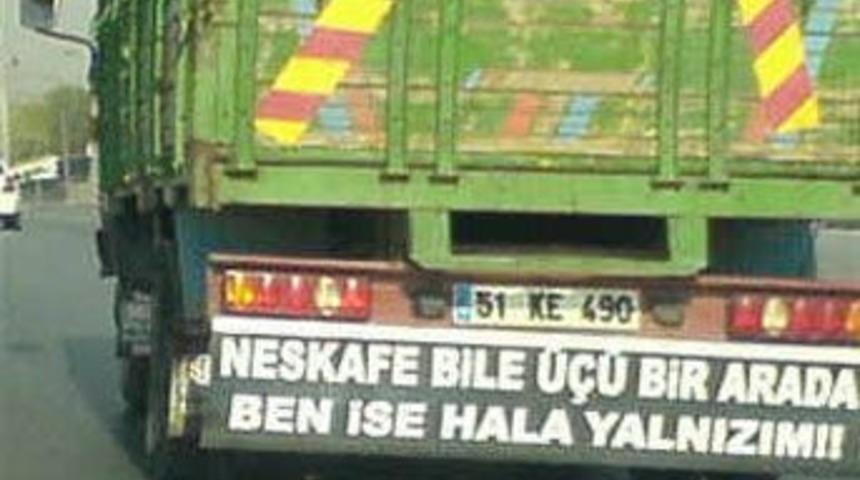 51 KE 490
NESKAFE BiLE ÜÇÜ BiR ARADA
BEN iSE HALA YALNIZIM!!